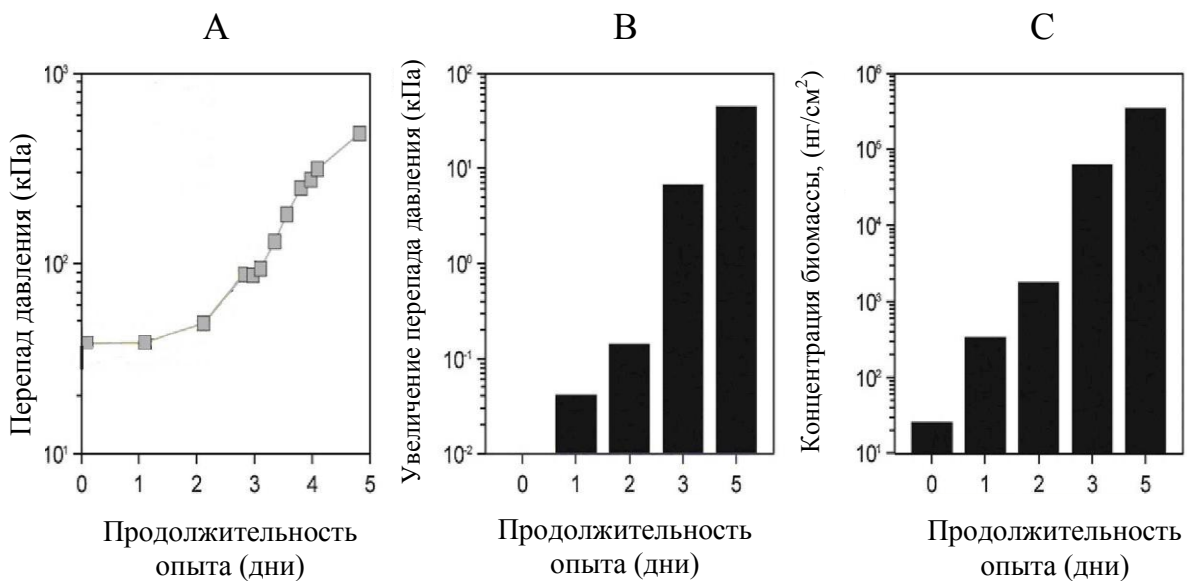 A
Перепад давления (кПа)
10³
10²
10¹
0 1 2 3 4 5
Продолжительность
опыта (дни)
B
Увеличение перепада давления (кПа)
10²
10¹
10⁰
10⁻¹
10⁻²
0 1 2 3 5
Продолжительность
опыта (дни)
C
Концентрация биомассы, (нг/см²)
10⁶
10⁵
10⁴
10³
10²
10¹
0 1 2 3 5
Продолжительность
опыта (дни)